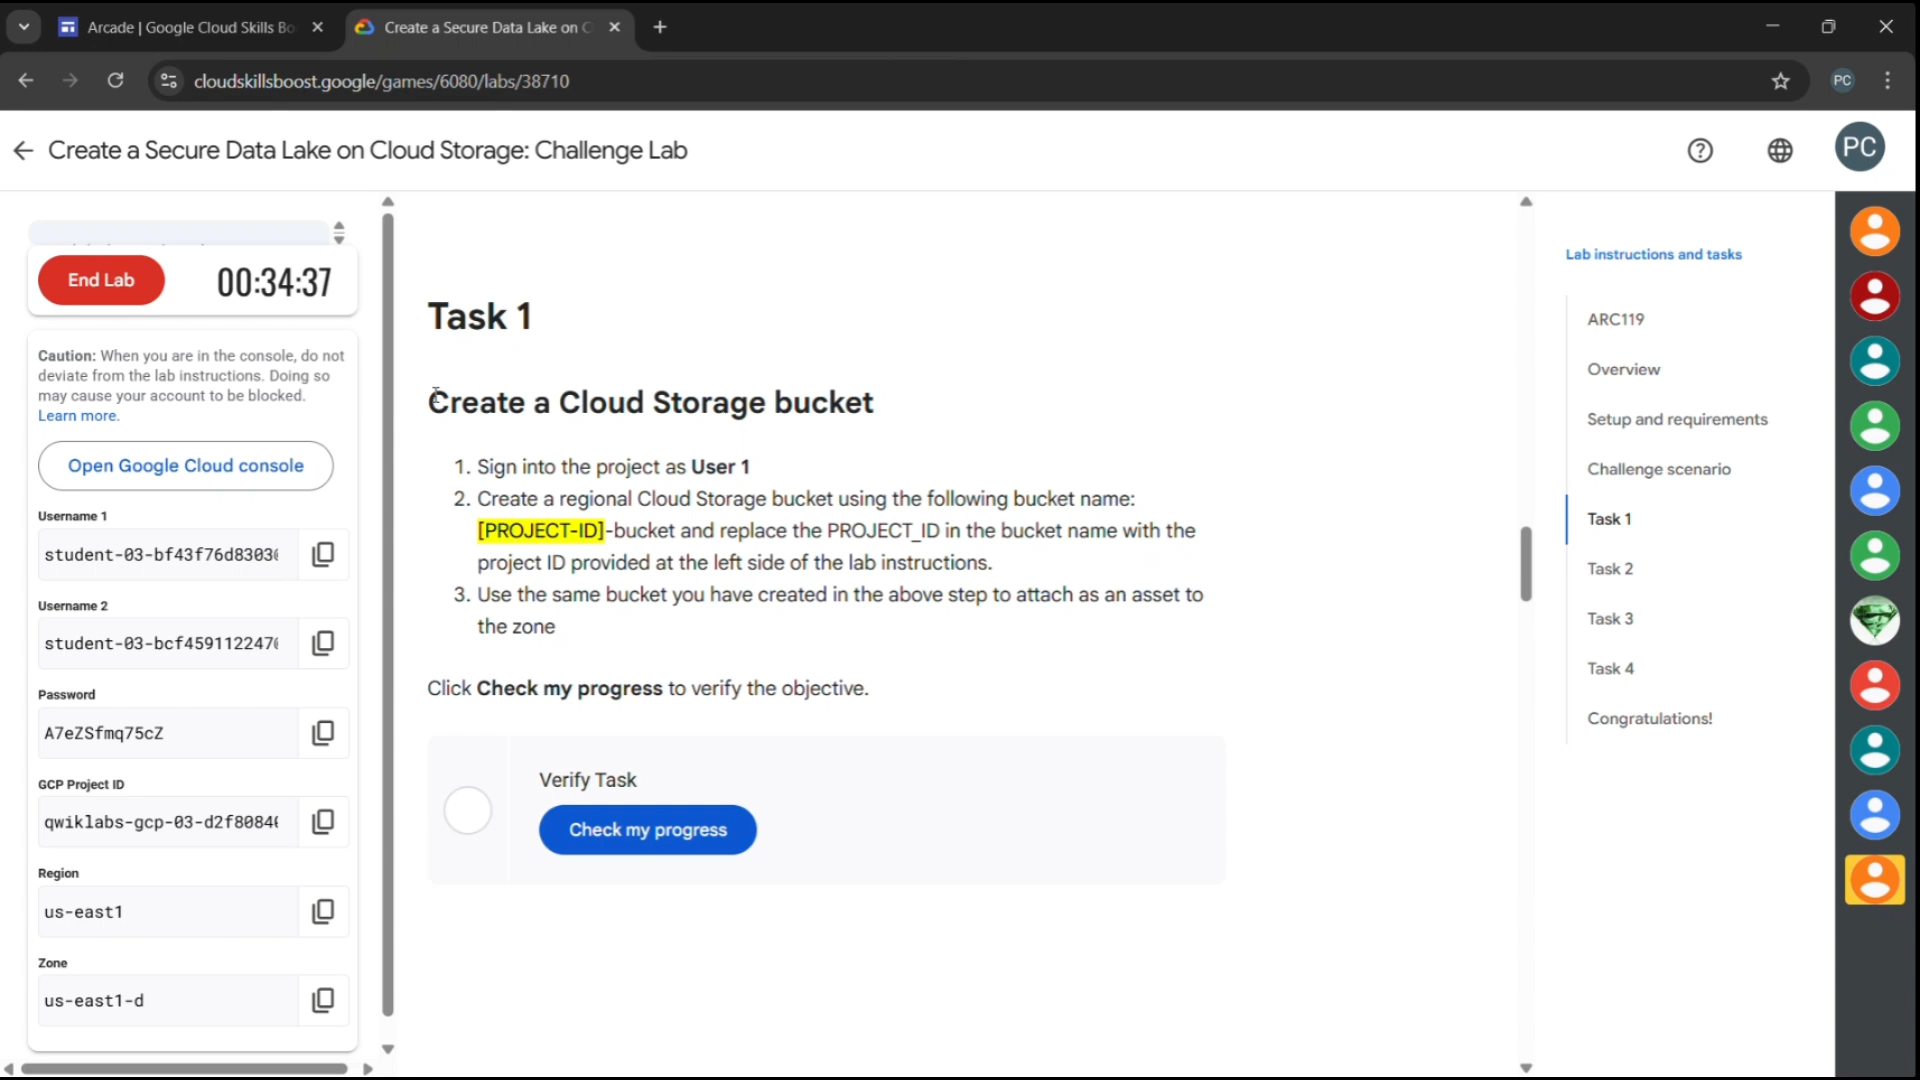 Arcade | Google Cloud Skills Bo
Create a Secure Data Lake on C
cloudskillsboost.google/games/6080/labs/38710
PC
Create a Secure Data Lake on Cloud Storage: Challenge Lab
PC
End Lab
00:34:37
Caution: When you are in the console, do not
deviate from the lab instructions. Doing so
may cause your account to be blocked.
Learn more.
Open Google Cloud console
Username 1
student-03-bf43f76d8303
Username 2
student-03-bcf459112247
Password
A7eZSfmq75cZ
GCP Project ID
qwiklabs-gcp-03-d2f8084
Region
us-east1
Zone
us-east1-d
Task 1
Create a Cloud Storage bucket
1. Sign into the project as User 1
2. Create a regional Cloud Storage bucket using the following bucket name:
[PROJECT-ID]-bucket and replace the PROJECT_ID in the bucket name with the
project ID provided at the left side of the lab instructions.
3. Use the same bucket you have created in the above step to attach as an asset to
the zone
Click Check my progress to verify the objective.
Verify Task
Check my progress
Lab instructions and tasks
ARC119
Overview
Setup and requirements
Challenge scenario
Task 1
Task 2
Task 3
Task 4
Congratulations!